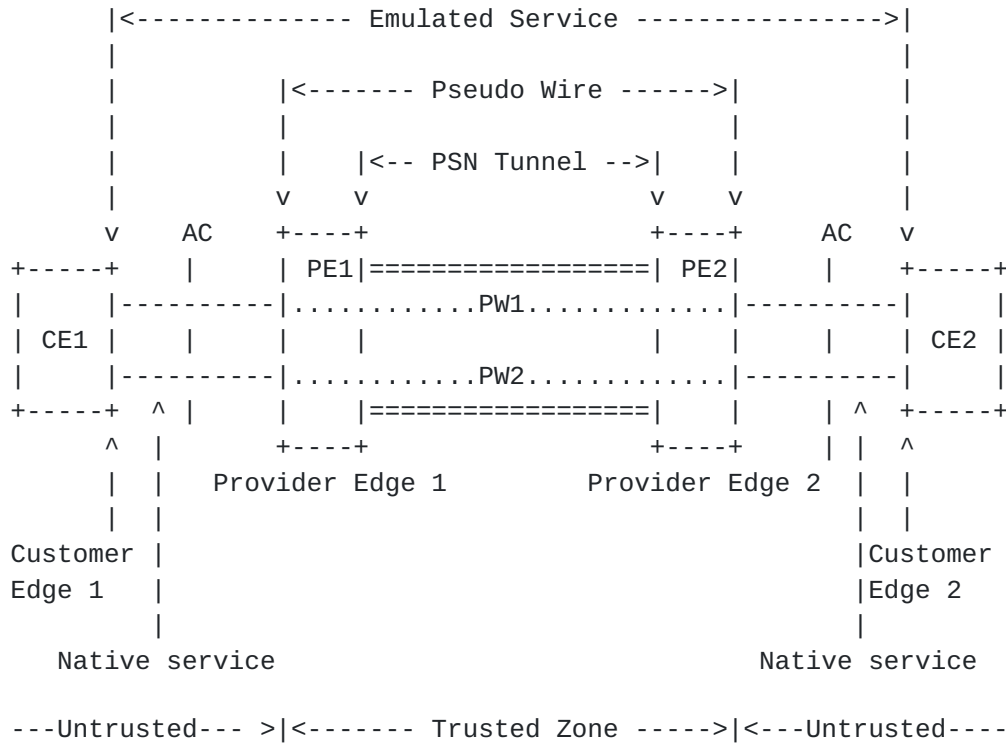 |<-------------- Emulated Service ---------------->|
|<------- Pseudo Wire ------>|
|<-- PSN Tunnel -->|
v v v v
v AC +----+ +----+ AC v
+-----+ | | PE1|==================| PE2| | +-----+
| |----------|............PW1.............|----------| |
| CE1 | | | | | | | | CE2 |
| |----------|............PW2.............|----------| |
+-----+ ^ | | |==================| | | ^ +-----+
^ | +----+ +----+ | | ^
| | Provider Edge 1 Provider Edge 2 | |
Customer | |Customer
Edge 1 | |Edge 2
Native service Native service
---Untrusted--- >|<------- Trusted Zone ----->|<---Untrusted----